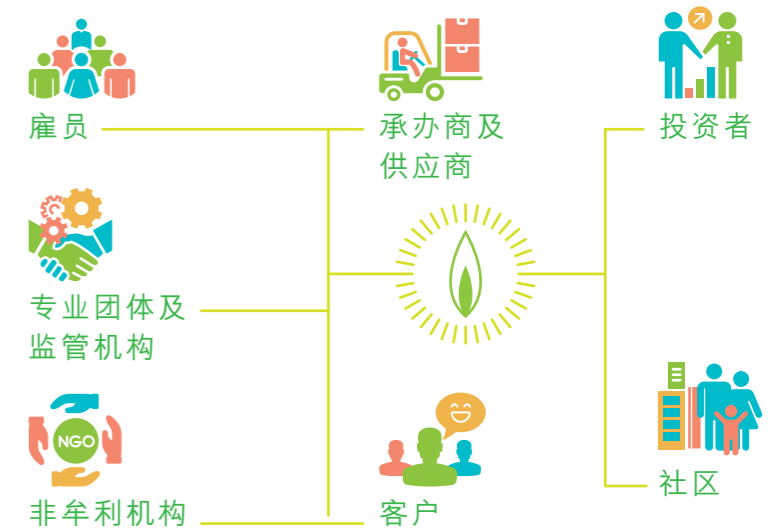 雇员
承办商及
供应商
投资者
专业团体及
监管机构
NGO
非牟利机构
客户
社区